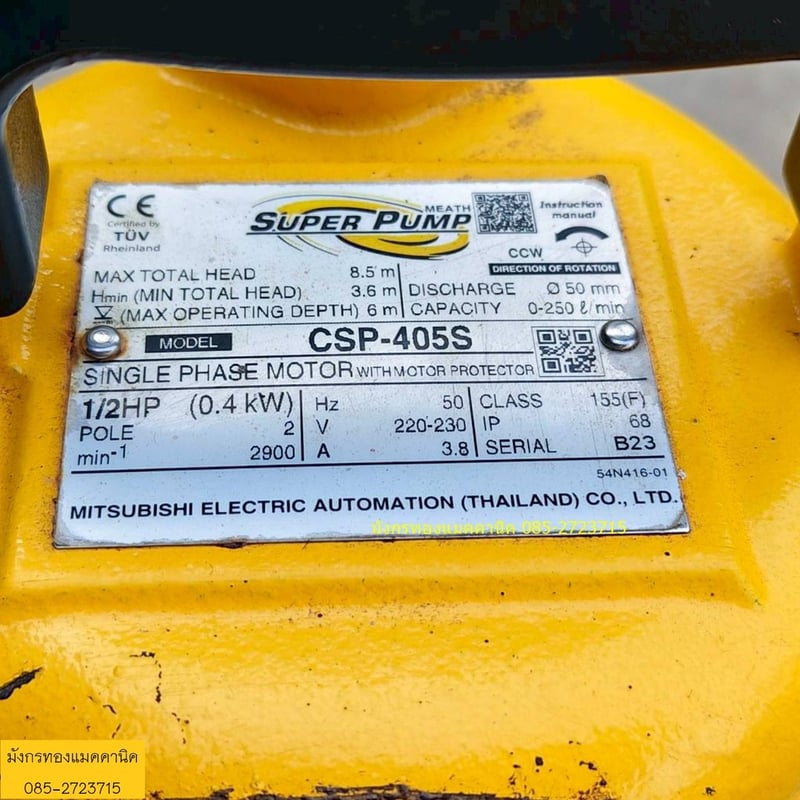 CE
Certified by
TÜV
Rheinland
MEATH
SUPER PUMP
Instruction
manual
CCW
DIRECTION OF ROTATION
MAX TOTAL HEAD 8.5 m
Hmin (MIN TOTAL HEAD) 3.6 m
(MAX OPERATING DEPTH) 6 m
DISCHARGE Ø 50 mm
CAPACITY 0-250 ℓ/min
MODEL CSP-405S
SINGLE PHASE MOTOR WITH MOTOR PROTECTOR
1/2HP (0.4 kW) Hz 50 CLASS 155(F)
POLE 2 V 220-230 IP 68
min-1 2900 A 3.8 SERIAL B23
54N416-01
MITSUBISHI ELECTRIC AUTOMATION (THAILAND) CO., LTD.
มังกรทองแมคคานิค 085-2723715
มังกรทองแมคคานิค
085-2723715